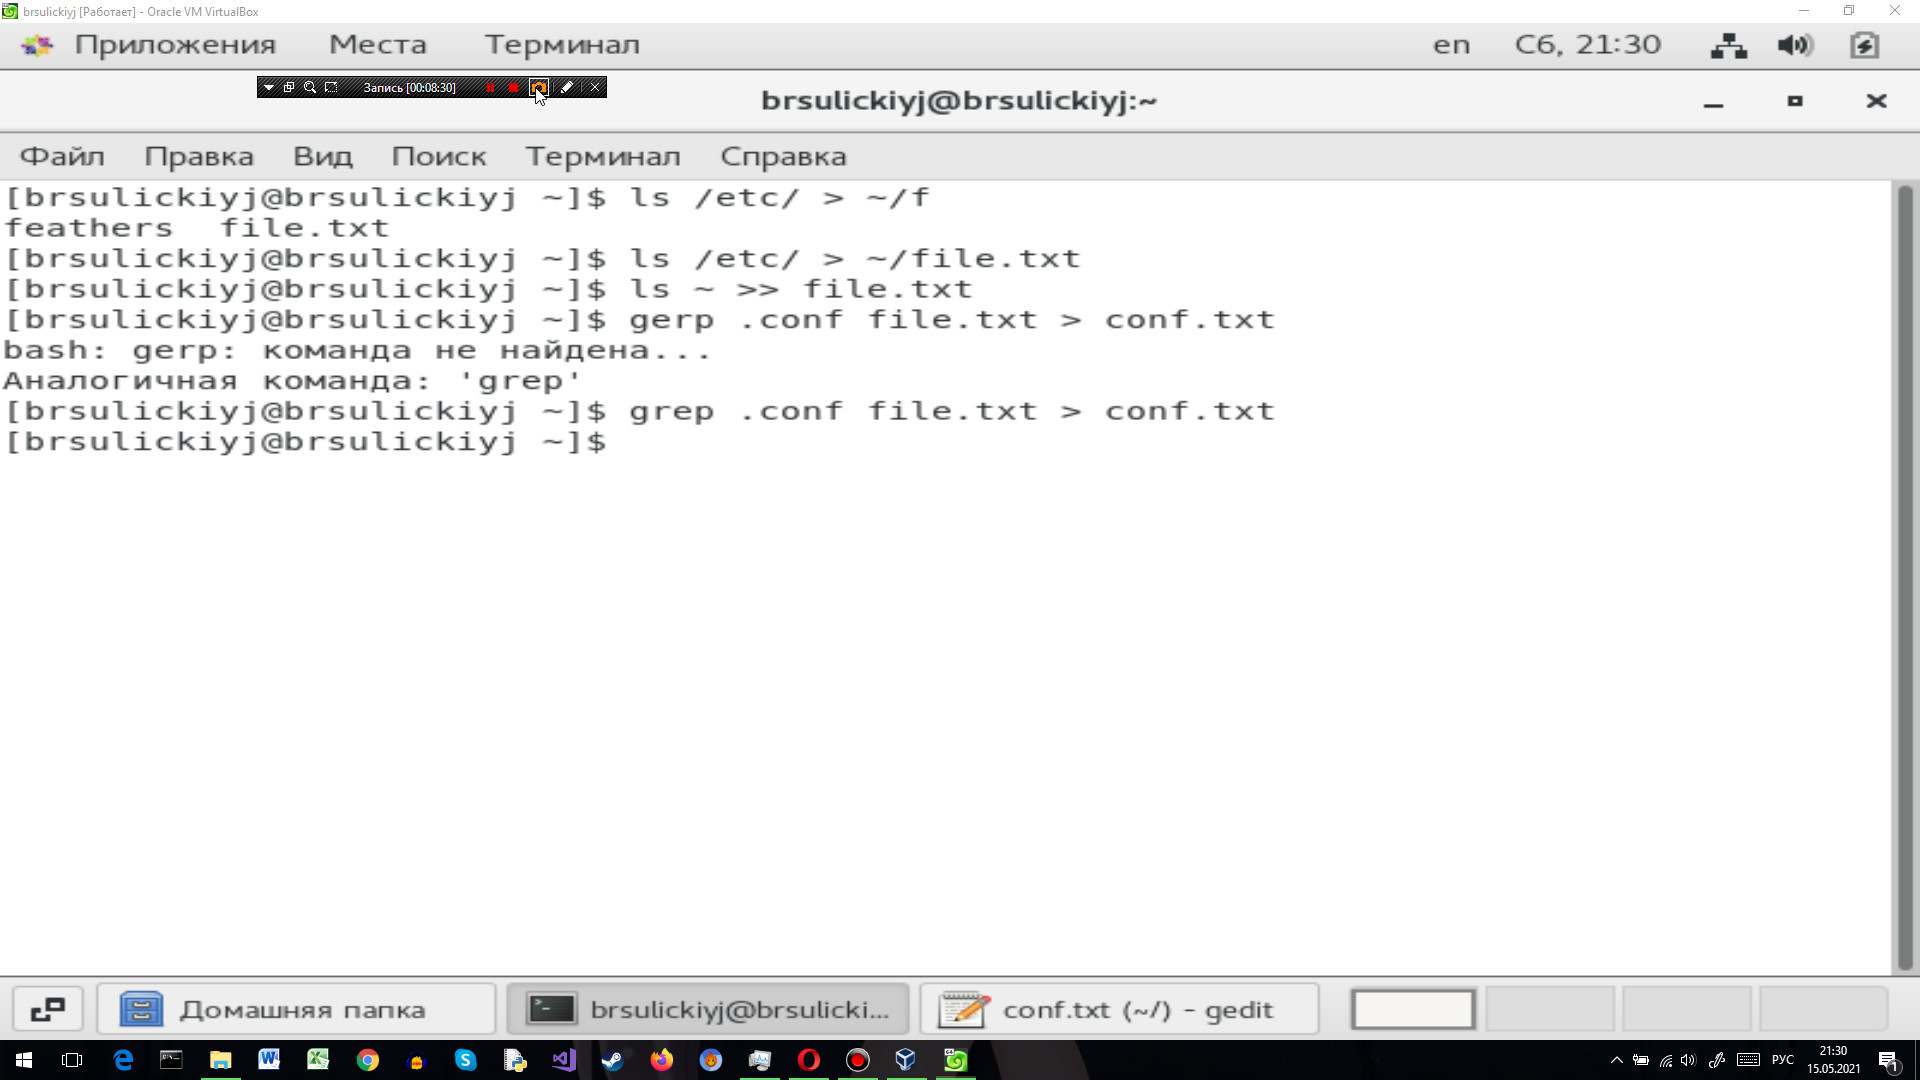 brsulickiyj [Работает] - Oracle VM VirtualBox
Приложения Места Терминал en Сб, 21:30
Запись [00:08:30]
brsulickiyj@brsulickiyj:~
Файл Правка Вид Поиск Терминал Справка
[brsulickiyj@brsulickiyj ~]$ ls /etc/ > ~/f
feathers file.txt
[brsulickiyj@brsulickiyj ~]$ ls /etc/ > ~/file.txt
[brsulickiyj@brsulickiyj ~]$ ls ~ >> file.txt
[brsulickiyj@brsulickiyj ~]$ gerp .conf file.txt > conf.txt
bash: gerp: команда не найдена...
Аналогичная команда: 'grep'
[brsulickiyj@brsulickiyj ~]$ grep .conf file.txt > conf.txt
[brsulickiyj@brsulickiyj ~]$
Домашняя папка brsulickiyj@brsulicki... conf.txt (~/) - gedit
РУС 21:30
15.05.2021
1